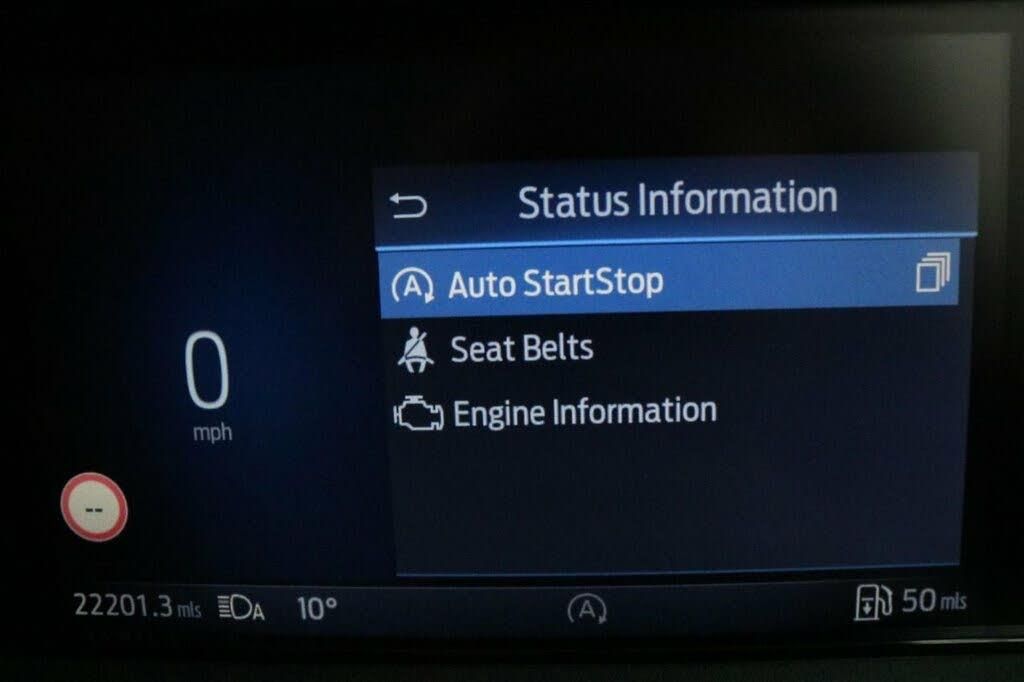 Status Information
Auto StartStop
Seat Belts
Engine Information
0
mph
--
22201.3 mls A 10° A 50 mls